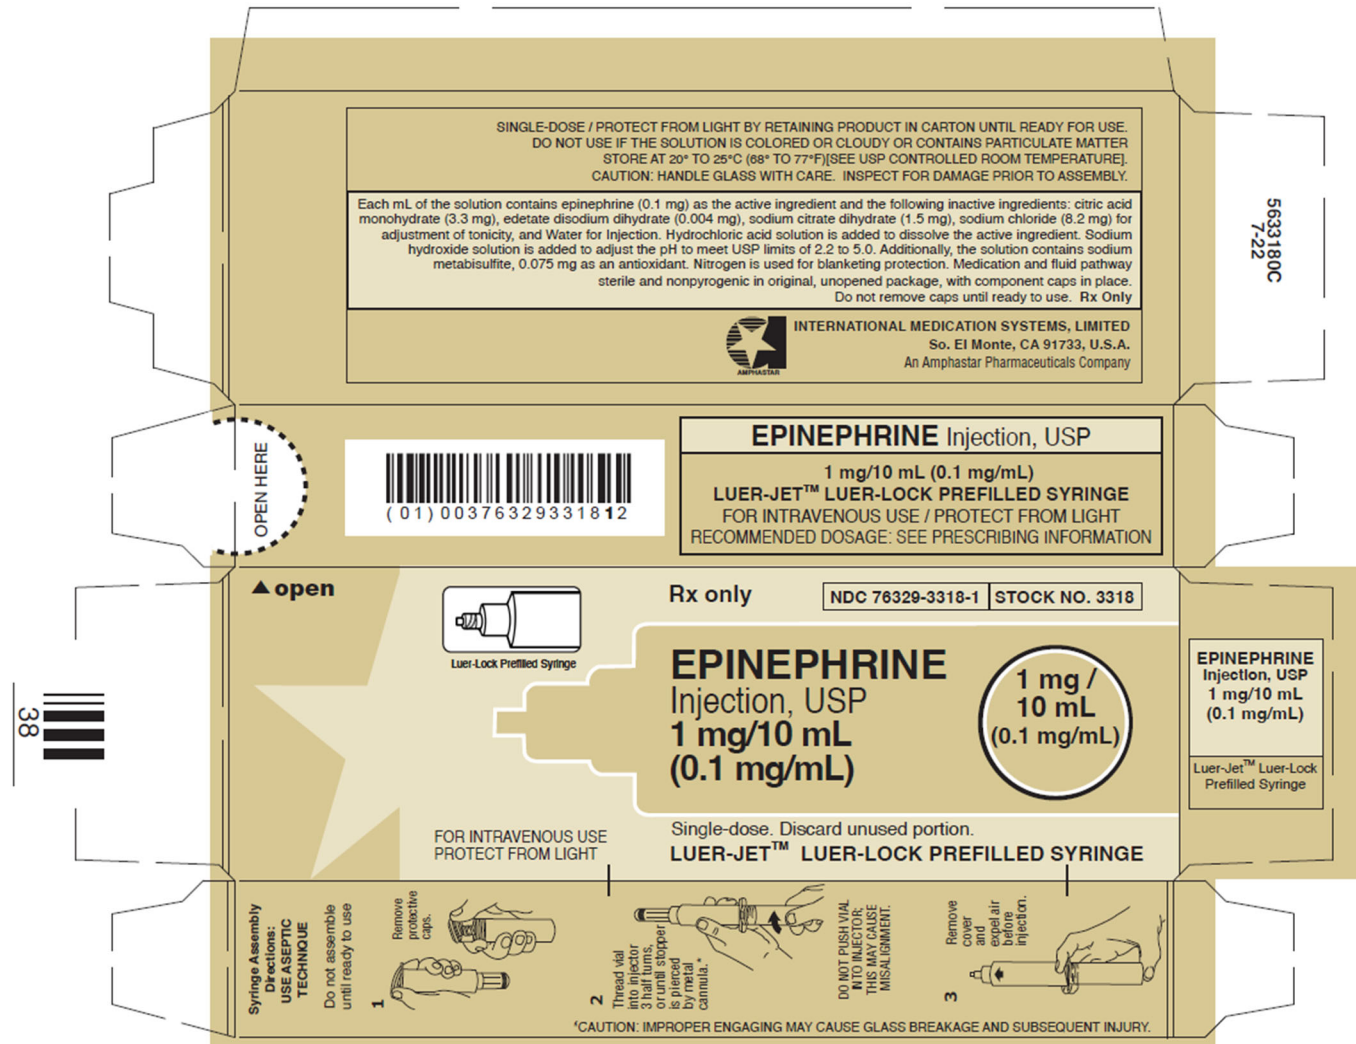 SINGLE-DOSE / PROTECT FROM LIGHT BY RETAINING PRODUCT IN CARTON UNTIL READY FOR USE.
DO NOT USE IF THE SOLUTION IS COLORED OR CLOUDY OR CONTAINS PARTICULATE MATTER
STORE AT 20° TO 25°C (68° TO 77°F)[SEE USP CONTROLLED ROOM TEMPERATURE].
CAUTION: HANDLE GLASS WITH CARE. INSPECT FOR DAMAGE PRIOR TO ASSEMBLY.
Each mL of the solution contains epinephrine (0.1 mg) as the active ingredient and the following inactive ingredients: citric acid
monohydrate (3.3 mg), edetate disodium dihydrate (0.004 mg), sodium citrate dihydrate (1.5 mg), sodium chloride (8.2 mg) for
adjustment of tonicity, and Water for Injection. Hydrochloric acid solution is added to dissolve the active ingredient. Sodium
hydroxide solution is added to adjust the pH to meet USP limits of 2.2 to 5.0. Additionally, the solution contains sodium
metabisulfite, 0.075 mg as an antioxidant. Nitrogen is used for blanketing protection. Medication and fluid pathway
sterile and nonpyrogenic in original, unopened package, with component caps in place.
Do not remove caps until ready to use. Rx Only
AMPHASTAR
INTERNATIONAL MEDICATION SYSTEMS, LIMITED
So. El Monte, CA 91733, U.S.A.
An Amphastar Pharmaceuticals Company
5633180C
7-22
OPEN HERE
(01)00376329331812
EPINEPHRINE Injection, USP
1 mg/10 mL (0.1 mg/mL)
LUER-JET™ LUER-LOCK PREFILLED SYRINGE
FOR INTRAVENOUS USE / PROTECT FROM LIGHT
RECOMMENDED DOSAGE: SEE PRESCRIBING INFORMATION
▲ open
Luer-Lock Prefilled Syringe
Rx only
NDC 76329-3318-1
STOCK NO. 3318
EPINEPHRINE
Injection, USP
1 mg/10 mL
(0.1 mg/mL)
1 mg /
10 mL
(0.1 mg/mL)
FOR INTRAVENOUS USE
PROTECT FROM LIGHT
Single-dose. Discard unused portion.
LUER-JET™ LUER-LOCK PREFILLED SYRINGE
EPINEPHRINE
Injection, USP
1 mg/10 mL
(0.1 mg/mL)
Luer-Jet™ Luer-Lock
Prefilled Syringe
38
Syringe Assembly
Directions:
USE ASEPTIC
TECHNIQUE
Do not assemble
until ready to use
1
Remove
protective
caps.
2
Thread vial
into injector
3 half turns,
or until stopper
is pierced
by metal
cannula.*
DO NOT PUSH VIAL
INTO INJECTOR;
THIS MAY CAUSE
MISALIGNMENT.
3
Remove
cover
and
expel air
before
injection.
*CAUTION: IMPROPER ENGAGING MAY CAUSE GLASS BREAKAGE AND SUBSEQUENT INJURY.